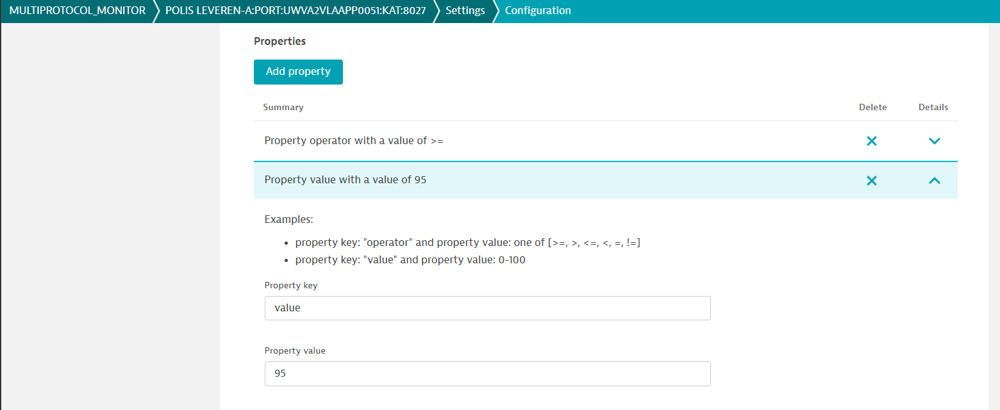 MULTIPROTOCOL_MONITOR POLIS LEVEREN-A:PORT:UWVA2VLAAPP0051:KAT:8027 Settings Configuration
Properties
Add property
Summary Delete Details
Property operator with a value of >=
Property value with a value of 95
Examples:
• property key: "operator" and property value: one of [>=, >, <=, <, =, !=]
• property key: "value" and property value: 0-100
Property key
value
Property value
95